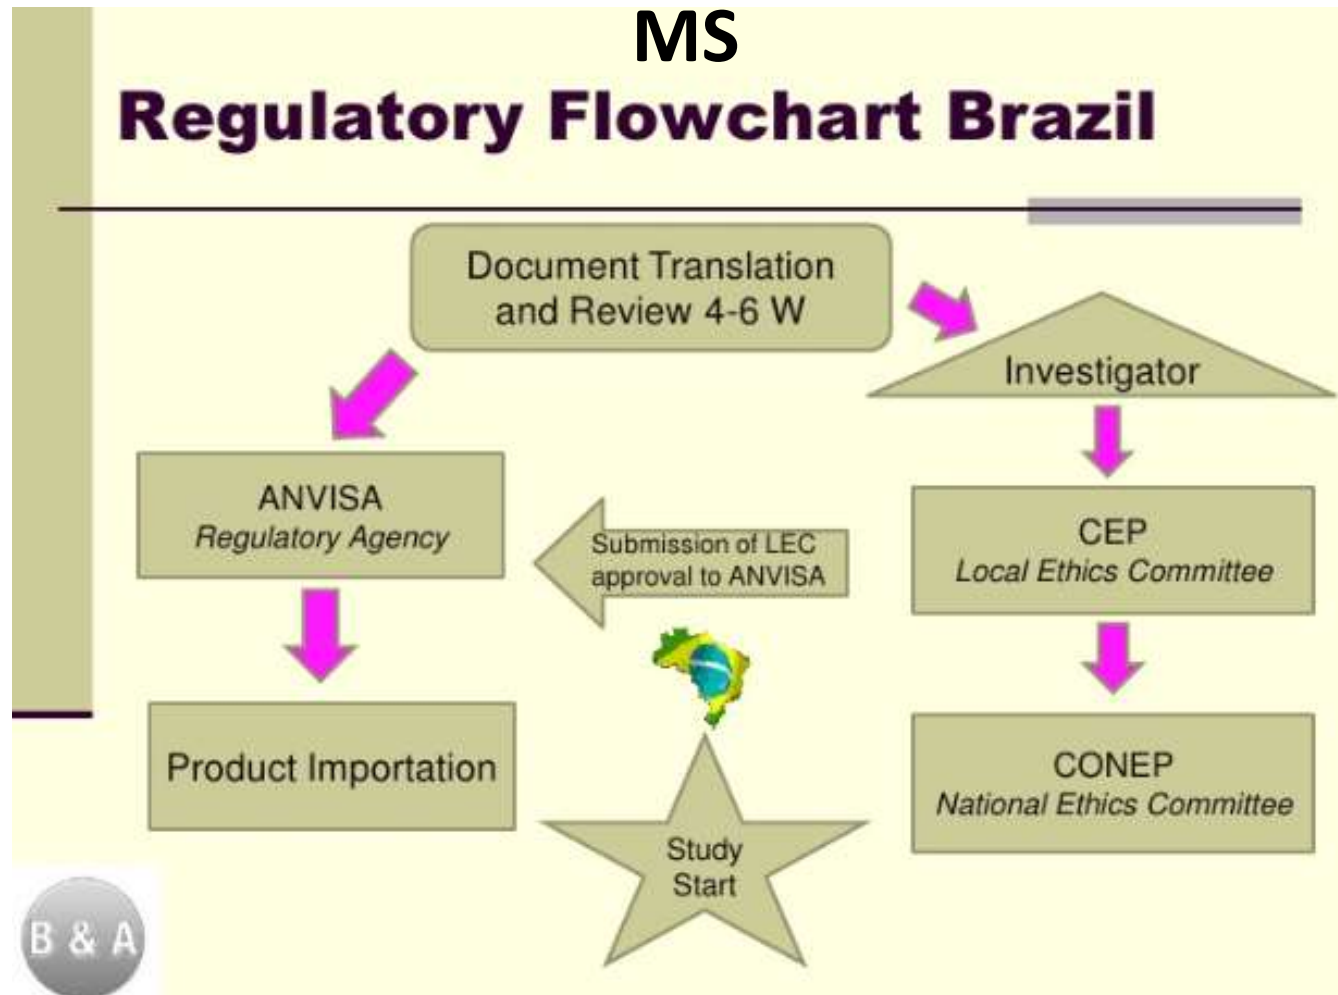 MS
Regulatory Flowchart Brazil
Document Translation
and Review 4-6 W
Investigator
ANVISA
Regulatory Agency
Submission of LEC
approval to ANVISA
CEP
Local Ethics Committee
Product Importation
CONEP
National Ethics Committee
Study
Start
B & A